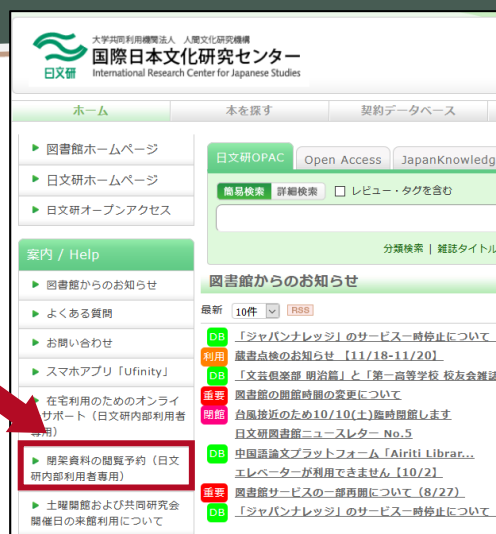 大学共同利用機関法人 人間文化研究機構
国際日本文化研究センター
日文研 International Research Center for Japanese Studies
ホーム 本を探す 契約データベース
図書館ホームページ
日文研ホームページ
日文研オープンアクセス
案内 / Help
図書館からのお知らせ
よくある質問
お問い合わせ
スマホアプリ「Ufinity」
在宅利用のためのオンライ
サポート（日文研内部利用者
専用）
閉架資料の閲覧予約（日文
研内部利用者専用）
土曜開館および共同研究会
開催日の来館利用について
日文研OPAC Open Access JapanKnowledg
簡易検索 詳細検索 レビュー・タグを含む
分類検索 | 雑誌タイトル
図書館からのお知らせ
最新 10件 RSS
DB 「ジャパンナレッジ」のサービス一時停止について
利用 蔵書点検のお知らせ 【11/18-11/20】
DB 「文芸倶楽部 明治篇」と「第一高等学校 校友会雑誌
重要 図書館の開館時間の変更について
閉館 台風接近のため10/10(土)臨時閉館します
日文研図書館ニュースレター No.5
DB 中国語論文プラットフォーム「Airiti Librar...
エレベーターが利用できません【10/2】
重要 図書館サービスの一部再開について（8/27）
DB 「ジャパンナレッジ」のサービス一時停止について